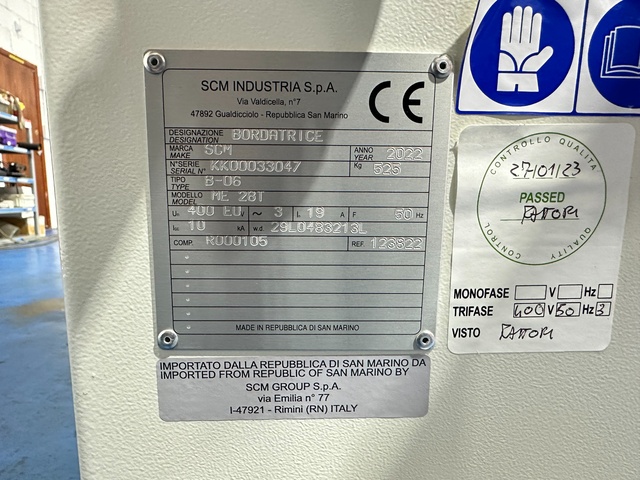 SCM INDUSTRIA S.p.A.
Via Valdicella, n°7
47892 Gualdicciolo - Repubblica San Marino
CE
DESIGNAZIONE DESIGNATION BORDATRICE
MARCA MAKE SCM ANNO YEAR 2022
N°SERIE SERIAL N° KK00033047 Kg 525
TIPO TYPE B-06
MODELLO MODEL ME 28T
400 EU ~ 3 19 A F. 50 Hz
10 kA w.d. 29L0483213L
COMP. R000105 REF. 123822
MADE IN REPUBBLICA DI SAN MARINO
IMPORTATO DALLA REPUBBLICA DI SAN MARINO DA
IMPORTED FROM REPUBLIC OF SAN MARINO BY
SCM GROUP S.p.A.
via Emilia n° 77
I-47921 - Rimini (RN) ITALY
CONTROLLO QUALITA'
27/01/23
PASSED
QUALITY CONTROL
MONOFASE V Hz
TRIFASE 400 V 50 Hz 3
VISTO